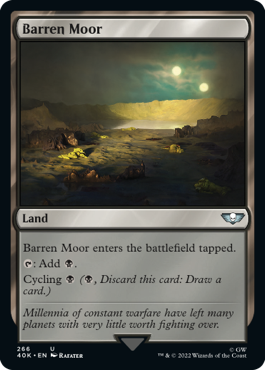 Barren Moor
Land
Barren Moor enters the battlefield tapped.
: Add .
Cycling (, Discard this card: Draw a
card.)
Millennia of constant warfare have left many
planets with very little worth fighting over.
266 U
40K • EN Rafater
© GW
™ & © 2022 Wizards of the Coast